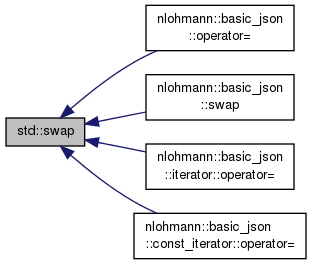 nlohmann::basic_json
::operator=
std::swap
nlohmann::basic_json
::swap
nlohmann::basic_json
::iterator::operator=
nlohmann::basic_json
::const_iterator::operator=